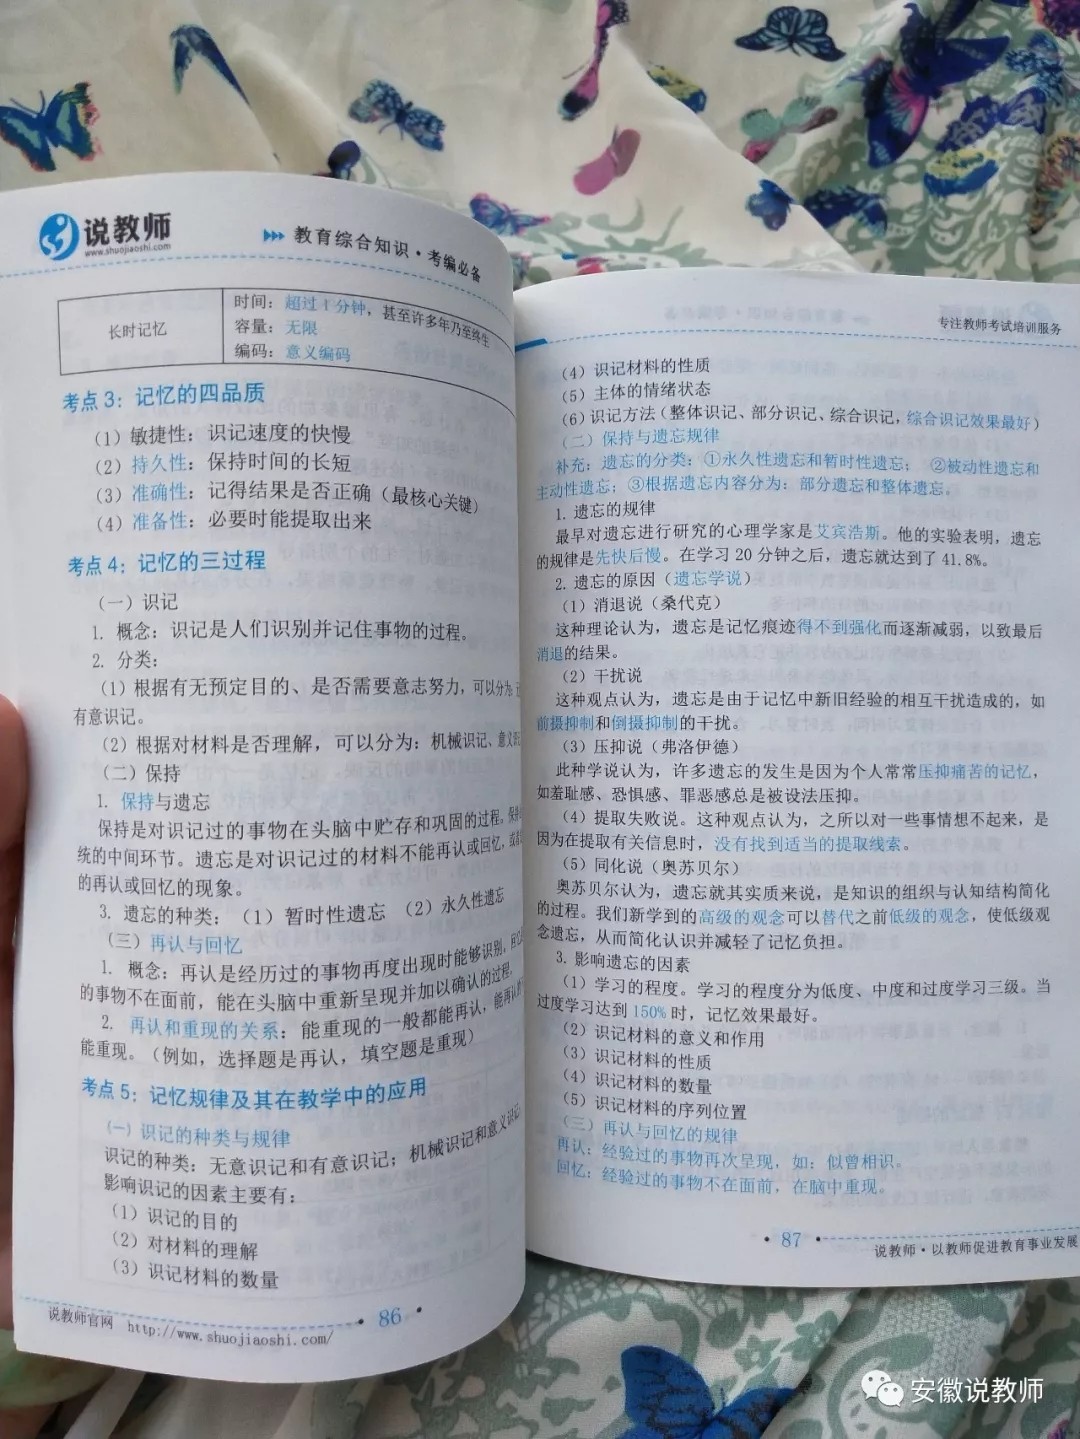 说教师
www.shuojiaoshi.com
教育综合知识·考编必备
长时记忆
时间：超过1分钟，甚至许多年乃至终生
容量：无限
编码：意义编码
考点3：记忆的四品质
（1）敏捷性：识记速度的快慢
（2）持久性：保持时间的长短
（3）准确性：记得结果是否正确（最核心关键）
（4）准备性：必要时能提取出来
考点4：记忆的三过程
（一）识记
1. 概念：识记是人们识别并记住事物的过程。
2. 分类：
（1）根据有无预定目的、是否需要意志努力，可以分为
有意识记。
（2）根据对材料是否理解，可以分为：机械识记、意义
（二）保持
1. 保持与遗忘
保持是对识记过的事物在头脑中贮存和巩固的过程。保持
统的中间环节。遗忘是对识记过的材料不能再认或回忆，或者
的再认或回忆的现象。
3. 遗忘的种类：（1）暂时性遗忘 （2）永久性遗忘
（三）再认与回忆
1. 概念：再认是经历过的事物再度出现时能够识别。
的事物不在面前，能在头脑中重新呈现并加以确认的过程。
2. 再认和重现的关系：能重现的一般都能再认，能再认的
能重现。（例如，选择题是再认，填空题是重现）
考点5：记忆规律及其在教学中的应用
（一）识记的种类与规律
识记的种类：无意识记和有意识记；机械识记和意义识记
影响识记的因素主要有：
（1）识记的目的
（2）对材料的理解
（3）识记材料的数量
说教师官网 http://www.shuojiaoshi.com/
· 86 ·
专注教师考试培训服务
（4）识记材料的性质
（5）主体的情绪状态
（6）识记方法（整体识记、部分识记、综合识记，综合识记效果最好）
（二）保持与遗忘规律
补充：遗忘的分类：①永久性遗忘和暂时性遗忘； ②被动性遗忘和
主动性遗忘；③根据遗忘内容分为：部分遗忘和整体遗忘。
1. 遗忘的规律
最早对遗忘进行研究的心理学家是艾宾浩斯。他的实验表明，遗忘
的规律是先快后慢。在学习20分钟之后，遗忘就达到了41.8%。
2. 遗忘的原因（遗忘学说）
（1）消退说（桑代克）
这种理论认为，遗忘是记忆痕迹得不到强化而逐渐减弱，以致最后
消退的结果。
（2）干扰说
这种观点认为，遗忘是由于记忆中新旧经验的相互干扰造成的，如
前摄抑制和倒摄抑制的干扰。
（3）压抑说（弗洛伊德）
此种学说认为，许多遗忘的发生是因为个人常常压抑痛苦的记忆，
如羞耻感、恐惧感、罪恶感总是被设法压抑。
（4）提取失败说。这种观点认为，之所以对一些事情想不起来，是
因为在提取有关信息时，没有找到适当的提取线索。
（5）同化说（奥苏贝尔）
奥苏贝尔认为，遗忘就其实质来说，是知识的组织与认知结构简化
的过程。我们新学到的高级的观念可以替代之前低级的观念，使低级观
念遗忘，从而简化认识并减轻了记忆负担。
3. 影响遗忘的因素
（1）学习的程度。学习的程度分为低度、中度和过度学习三级。当
过度学习达到150%时，记忆效果最好。
（2）识记材料的意义和作用
（3）识记材料的性质
（4）识记材料的数量
（5）识记材料的序列位置
（三）再认与回忆的规律
再认：经验过的事物再次呈现，如：似曾相识。
回忆：经验过的事物不在面前，在脑中重现。
· 87 ·
说教师·以教师促进教育事业发展
安徽说教师